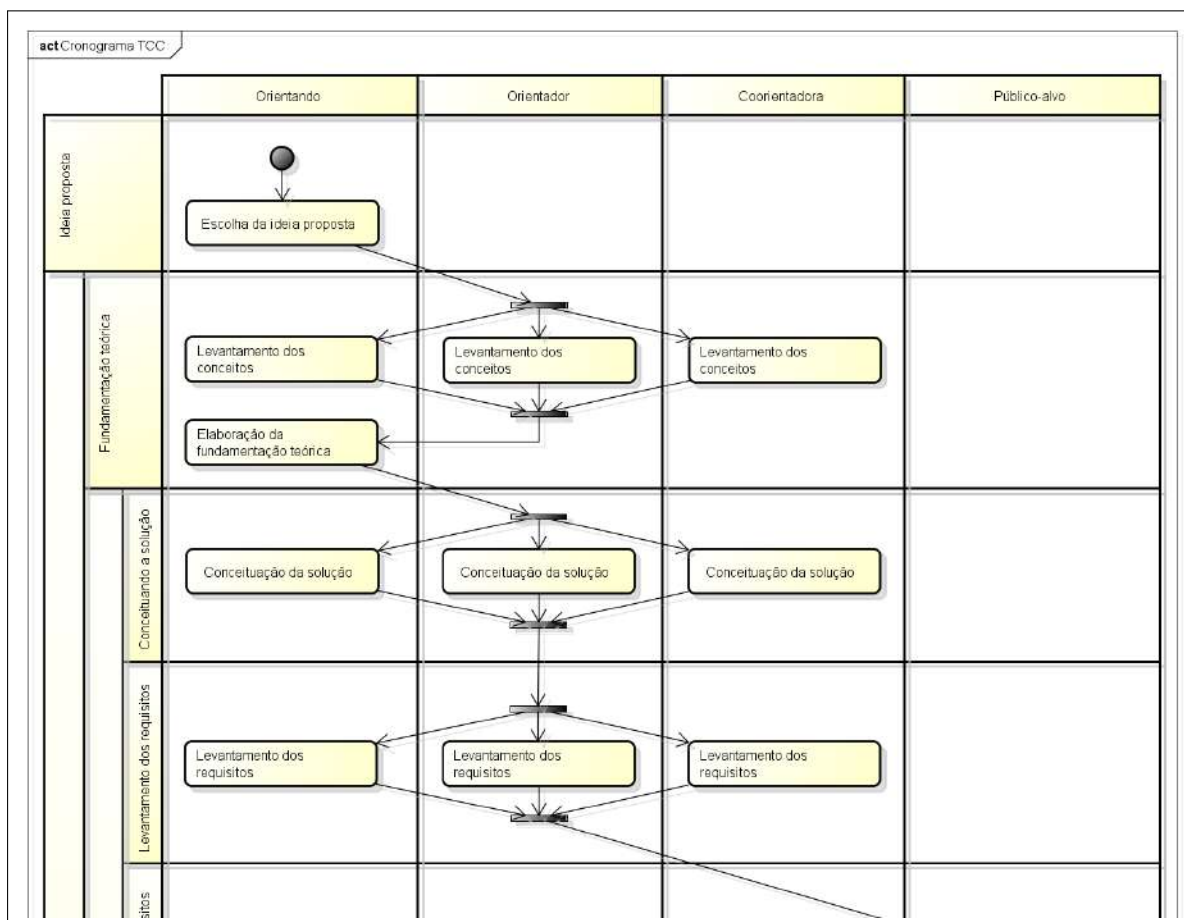 act Cronograma TCC
Orientando
Orientador
Coorientadora
Público-alvo
Ideia proposta
Escolha da ideia proposta
Fundamentação teórica
Levantamento dos
conceitos
Levantamento dos
conceitos
Levantamento dos
conceitos
Elaboração da
fundamentação teórica
Conceituando a solução
Conceituação da solução
Conceituação da solução
Conceituação da solução
Levantamento dos requisitos
Levantamento dos
requisitos
Levantamento dos
requisitos
Levantamento dos
requisitos
sitos